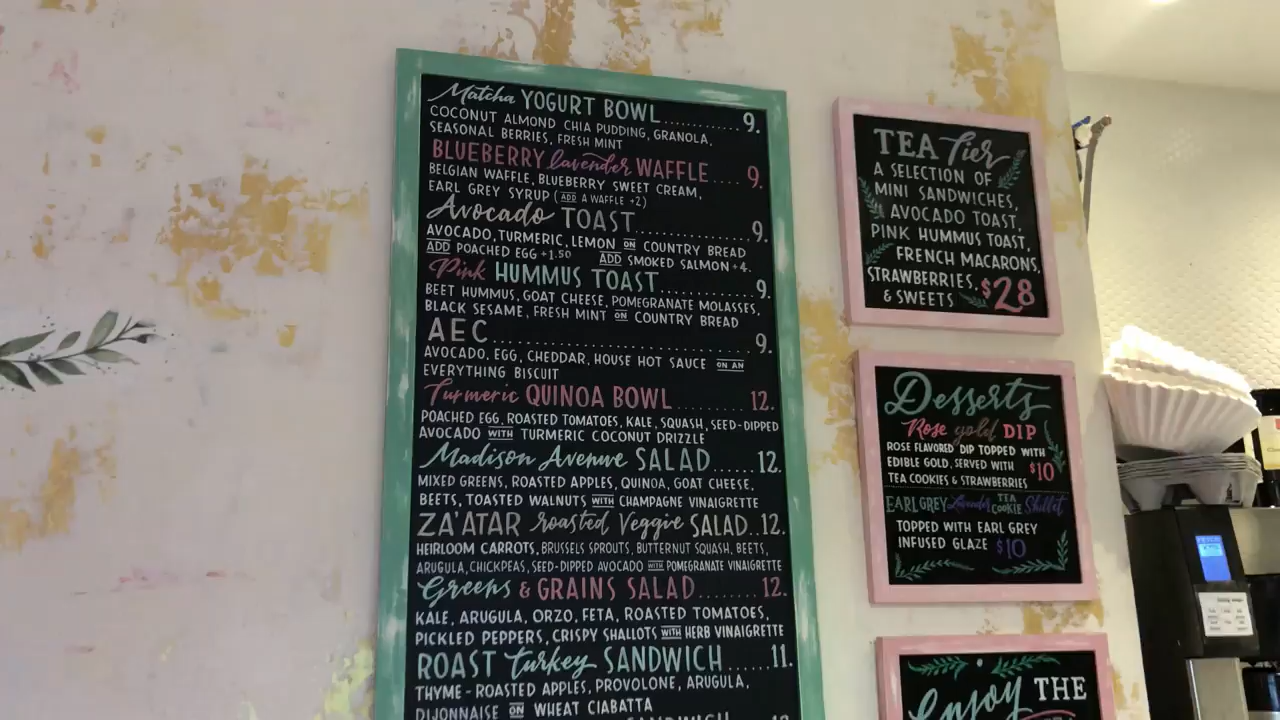 Matcha YOGURT BOWL.......... 9.
COCONUT ALMOND CHIA PUDDING, GRANOLA,
SEASONAL BERRIES, FRESH MINT
BLUEBERRY lavender WAFFLE.... 9.
BELGIAN WAFFLE, BLUEBERRY SWEET CREAM,
EARL GREY SYRUP (ADD A WAFFLE +2)
Avocado TOAST.............. 9.
AVOCADO, TURMERIC, LEMON ON COUNTRY BREAD
ADD POACHED EGG +1.50 ADD SMOKED SALMON +4.
Pink HUMMUS TOAST............ 9.
BEET HUMMUS, GOAT CHEESE, POMEGRANATE MOLASSES,
BLACK SESAME, FRESH MINT ON COUNTRY BREAD
AEC.............................. 9.
AVOCADO, EGG, CHEDDAR, HOUSE HOT SAUCE ON AN
EVERYTHING BISCUIT
Turmeric QUINOA BOWL......... 12.
POACHED EGG, ROASTED TOMATOES, KALE, SQUASH, SEED-DIPPED
AVOCADO WITH TURMERIC COCONUT DRIZZLE
Madison Avenue SALAD...... 12.
MIXED GREENS, ROASTED APPLES, QUINOA, GOAT CHEESE,
BEETS, TOASTED WALNUTS WITH CHAMPAGNE VINAIGRETTE
ZA'ATAR roasted Veggie SALAD..12.
HEIRLOOM CARROTS, BRUSSELS SPROUTS, BUTTERNUT SQUASH, BEETS,
ARUGULA, CHICKPEAS, SEED-DIPPED AVOCADO WITH POMEGRANATE VINAIGRETTE
Greens & GRAINS SALAD........ 12.
KALE, ARUGULA, ORZO, FETA, ROASTED TOMATOES,
PICKLED PEPPERS, CRISPY SHALLOTS WITH HERB VINAIGRETTE
ROAST turkey SANDWICH......11.
THYME-ROASTED APPLES, PROVOLONE, ARUGULA,
DIJONNAISE ON WHEAT CIABATTA
SANDWICH
TEA Tier
A SELECTION OF
MINI SANDWICHES,
AVOCADO TOAST,
PINK HUMMUS TOAST,
FRENCH MACARONS,
STRAWBERRIES,
& SWEETS $28
Desserts
Rose gold DIP
ROSE FLAVORED DIP TOPPED WITH
EDIBLE GOLD, SERVED WITH
TEA COOKIES & STRAWBERRIES $10
EARL GREY Lavender TEA COOKIE Skillet
TOPPED WITH EARL GREY
INFUSED GLAZE $10
Enjoy THE